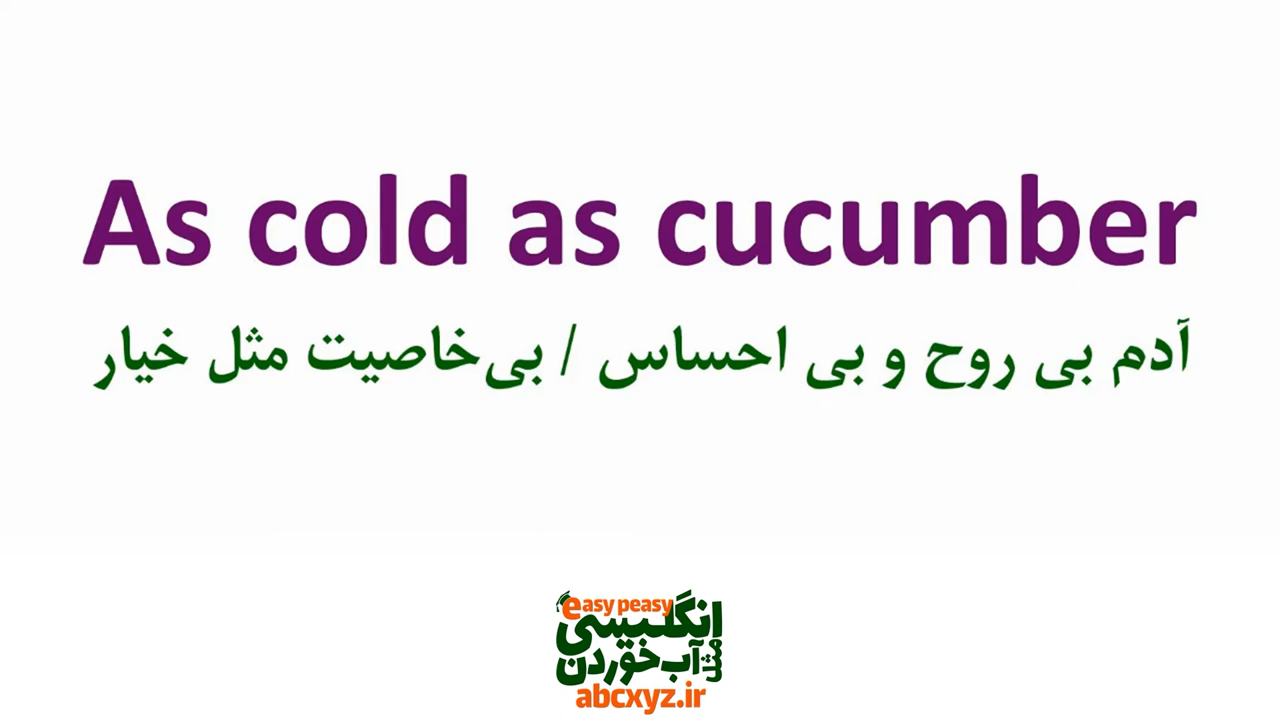 As cold as cucumber
آدم بی روح و بی احساس / بی‌خاصیت مثل خیار
easy peasy
انگلیسی
مثل آب خوردن
abcxyz.ir